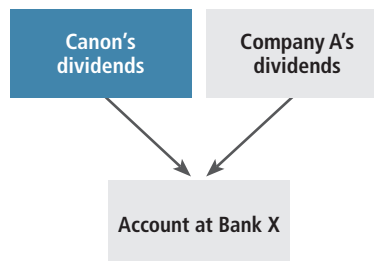 Canon's
dividends
Company A's
dividends
Account at Bank X